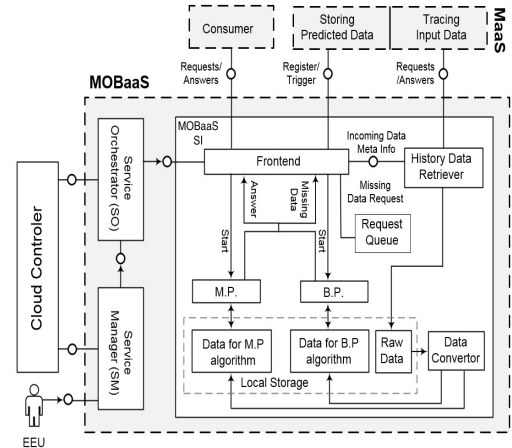 Consumer
Storing
Predicted Data
Tracing
Input Data
MaaS
Requests/
Answers
Register/
Trigger
Requests
/Answers
MOBaaS
MOBaaS
SI
Frontend
Incoming Data
Meta Info
History Data
Retriever
Missing
Data Request
Request
Queue
Service
Orchestrator (SO)
Answer
Missing
Data
Start
Start
M.P.
B.P.
Cloud Controler
Service
Manager (SM)
Data for M.P
algorithm
Data for B.P
algorithm
Raw
Data
Data
Convertor
Local Storage
EEU